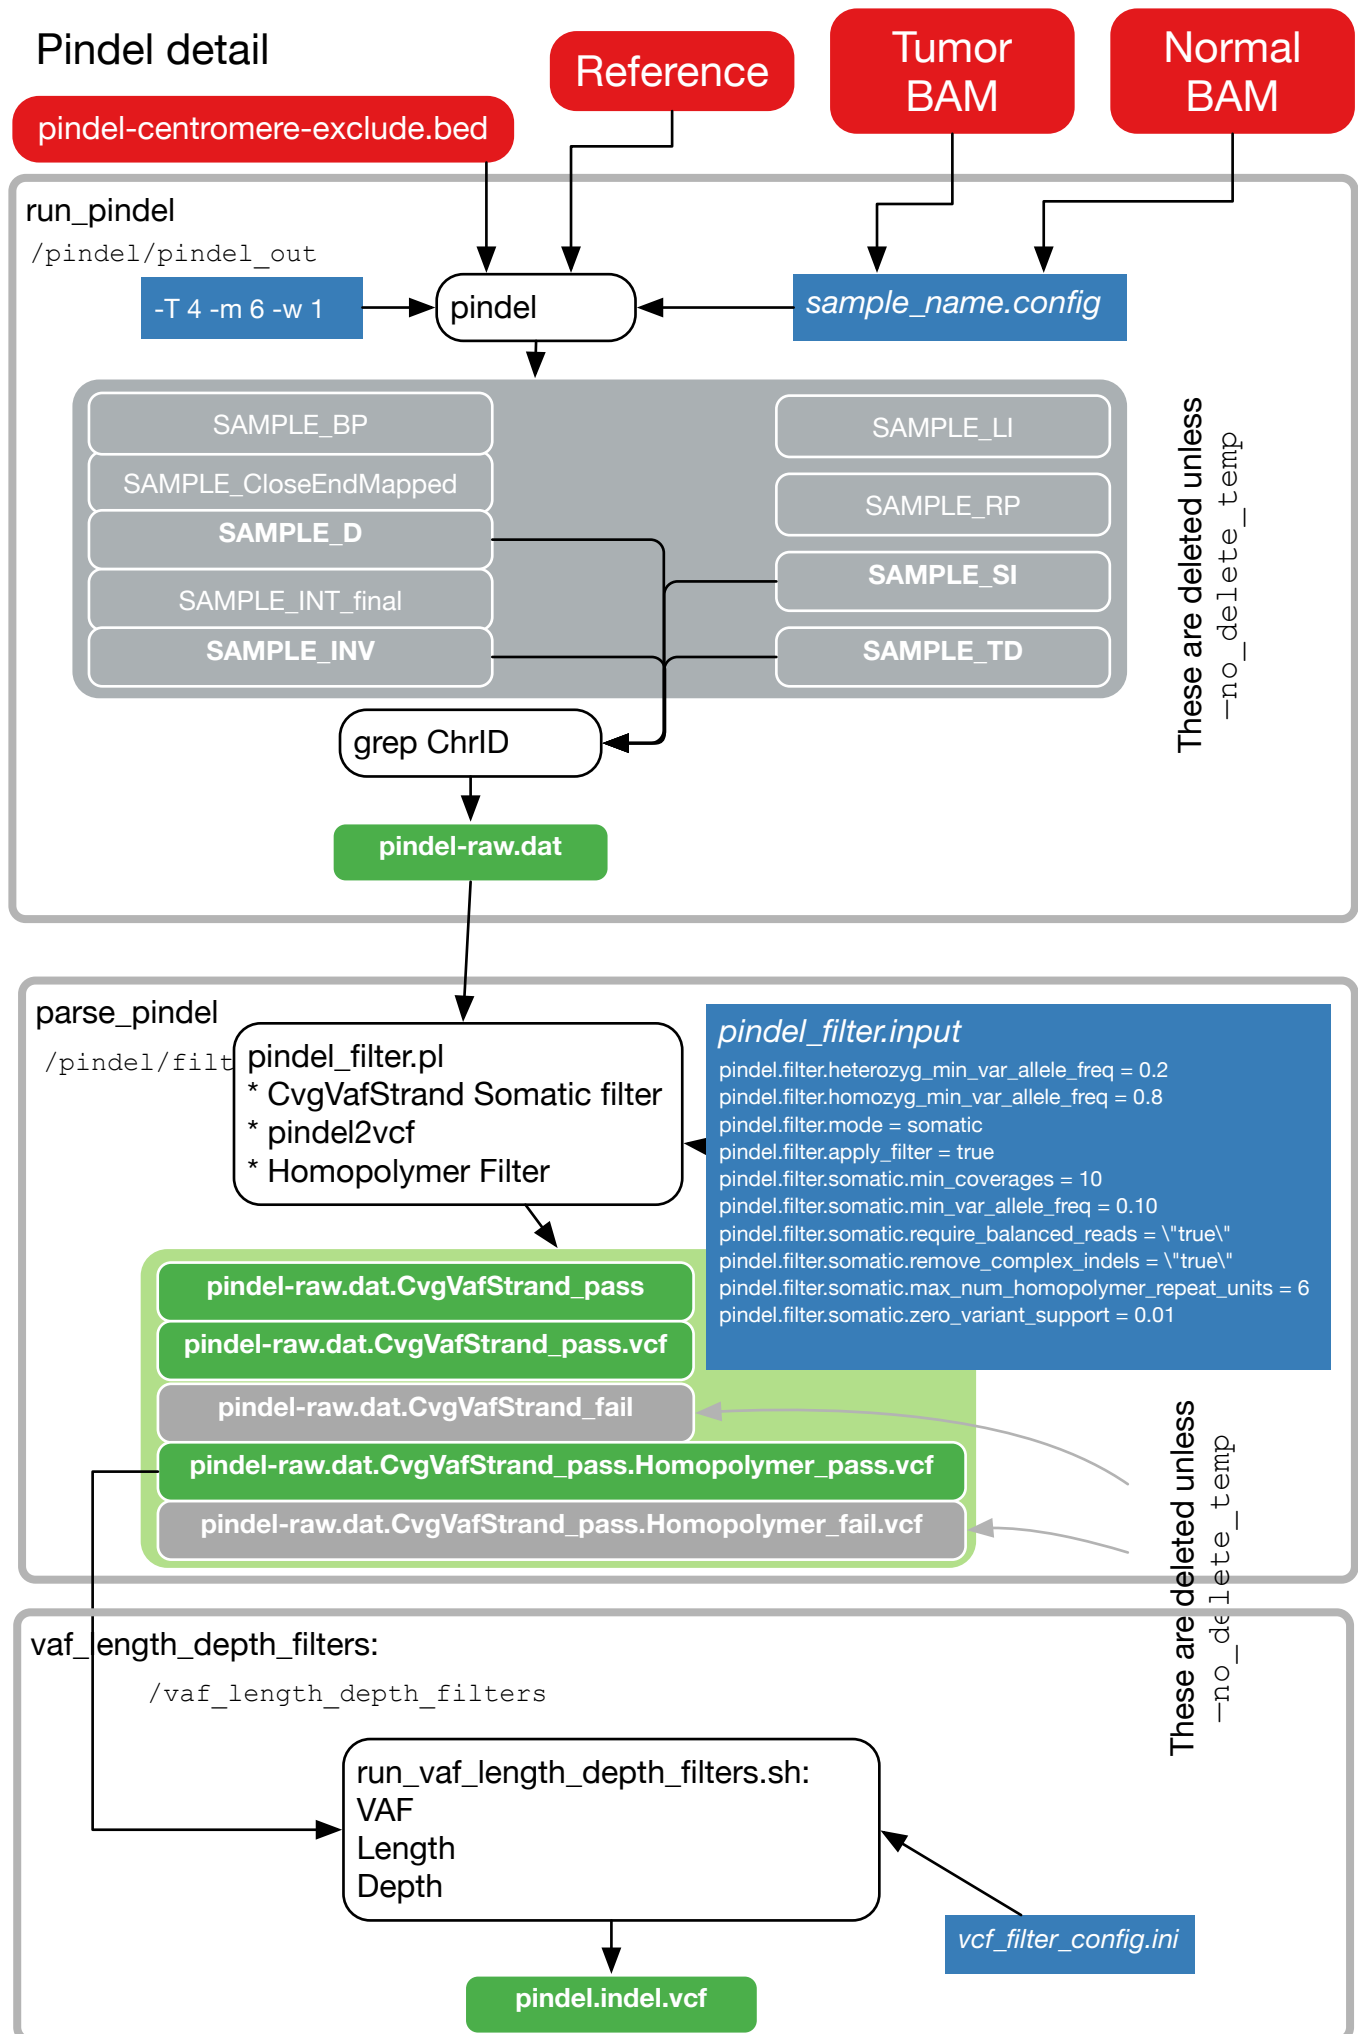 Pindel detail
Reference
Tumor
BAM
Normal
BAM
pindel-centromere-exclude.bed
run_pindel
/pindel/pindel_out
-T 4 -m 6 -w 1
pindel
sample_name.config
SAMPLE_BP
SAMPLE_CloseEndMapped
SAMPLE_D
SAMPLE_INT_final
SAMPLE_INV
SAMPLE_LI
SAMPLE_RP
SAMPLE_SI
SAMPLE_TD
These are deleted unless
—no_delete_temp
grep ChrID
pindel-raw.dat
parse_pindel
/pindel/filt
pindel_filter.pl
* CvgVafStrand Somatic filter
* pindel2vcf
* Homopolymer Filter
pindel_filter.input
pindel.filter.heterozyg_min_var_allele_freq = 0.2
pindel.filter.homozyg_min_var_allele_freq = 0.8
pindel.filter.mode = somatic
pindel.filter.apply_filter = true
pindel.filter.somatic.min_coverages = 10
pindel.filter.somatic.min_var_allele_freq = 0.10
pindel.filter.somatic.require_balanced_reads = \"true\"
pindel.filter.somatic.remove_complex_indels = \"true\"
pindel.filter.somatic.max_num_homopolymer_repeat_units = 6
pindel.filter.somatic.zero_variant_support = 0.01
pindel-raw.dat.CvgVafStrand_pass
pindel-raw.dat.CvgVafStrand_pass.vcf
pindel-raw.dat.CvgVafStrand_fail
pindel-raw.dat.CvgVafStrand_pass.Homopolymer_pass.vcf
pindel-raw.dat.CvgVafStrand_pass.Homopolymer_fail.vcf
These are deleted unless
—no_delete_temp
vaf_length_depth_filters:
/vaf_length_depth_filters
run_vaf_length_depth_filters.sh:
VAF
Length
Depth
vcf_filter_config.ini
pindel.indel.vcf